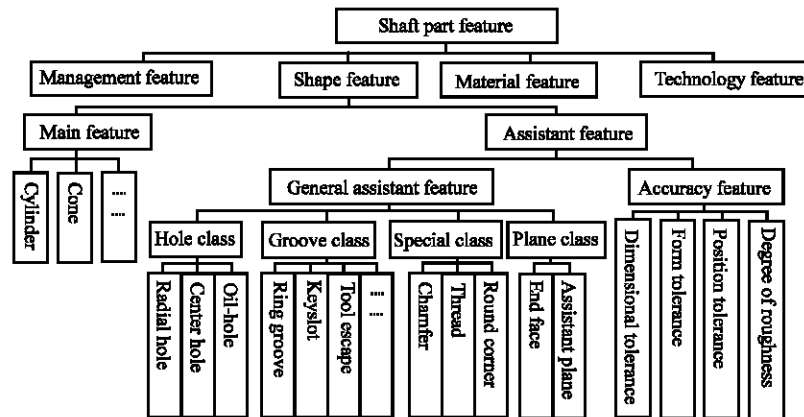 Shaft part feature
Management feature
Shape feature
Material feature
Technology feature
Main feature
Assistant feature
Cylinder
Cone
.... ....
General assistant feature
Accuracy feature
Hole class
Groove class
Special class
Plane class
Radial hole
Center hole
Oil-hole
Ring groove
Keyslot
Tool escape
.... ....
Chamfer
Thread
Round corner
End face
Assistant plane
Dimensional tolerance
Form tolerance
Position tolerance
Degree of roughness